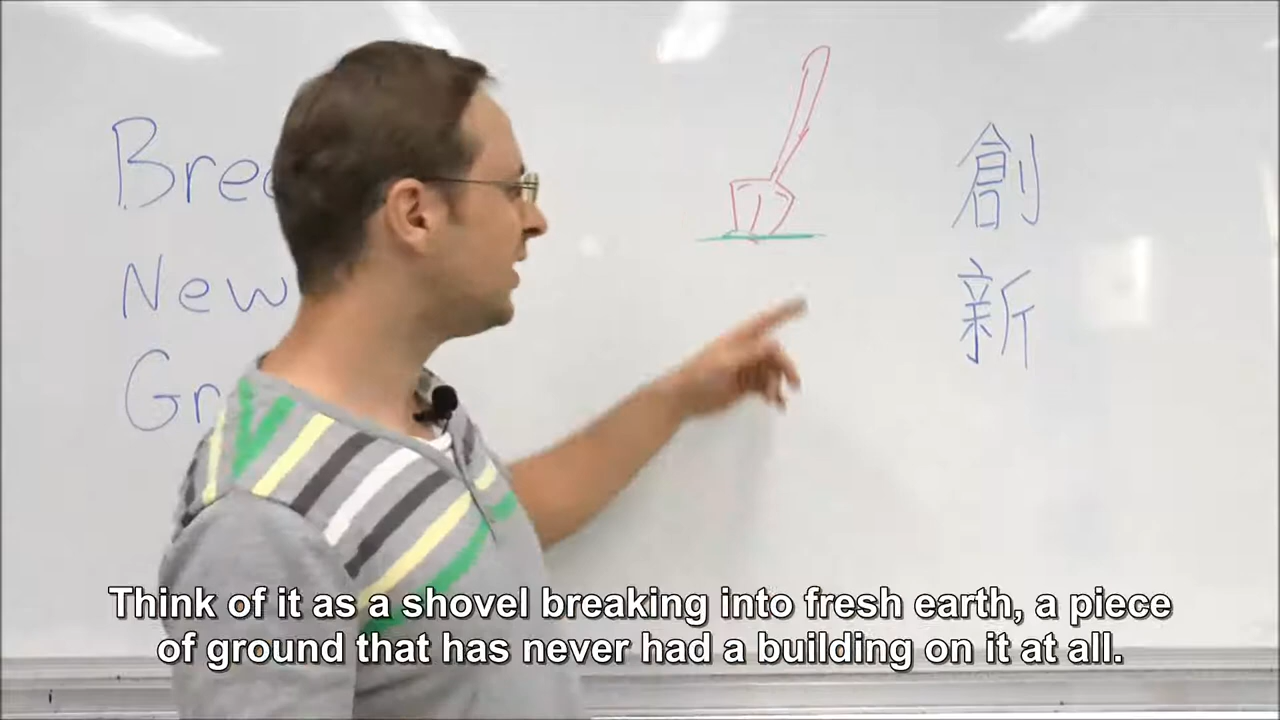 Brea
New
Gr
創
新
Think of it as a shovel breaking into fresh earth, a piece
of ground that has never had a building on it at all.